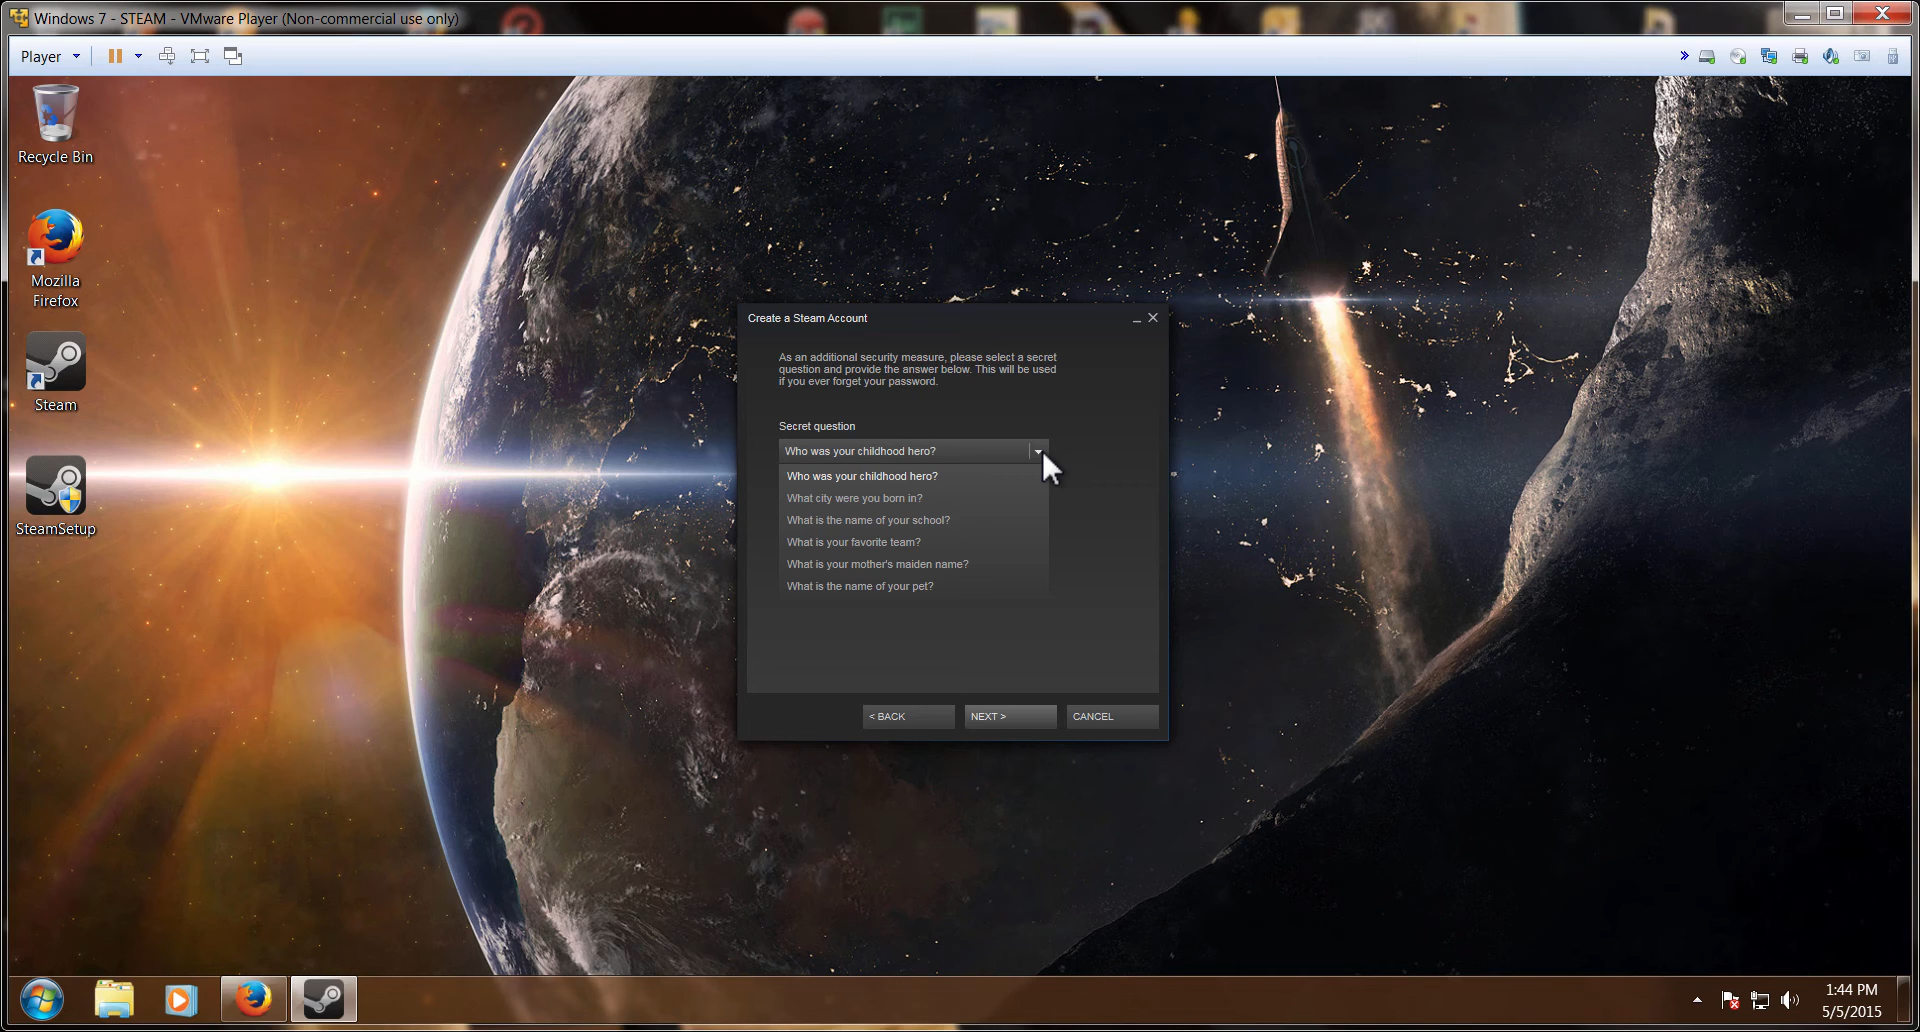 Windows 7 - STEAM - VMware Player (Non-commercial use only)
Player
Recycle Bin
Mozilla
Firefox
Steam
SteamSetup
Create a Steam Account
As an additional security measure, please select a secret
question and provide the answer below. This will be used
if you ever forget your password.
Secret question
Who was your childhood hero?
Who was your childhood hero?
What city were you born in?
What is the name of your school?
What is your favorite team?
What is your mother's maiden name?
What is the name of your pet?
< BACK
NEXT >
CANCEL
1:44 PM
5/5/2015